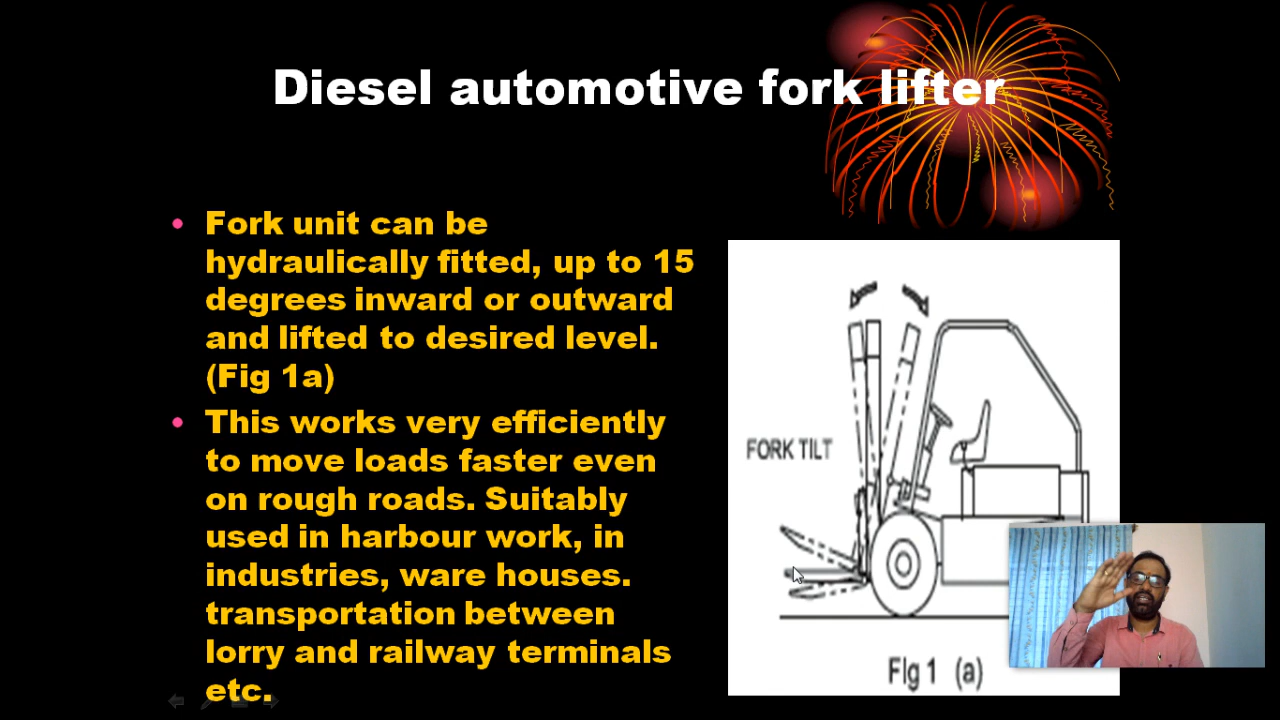 Diesel automotive fork lifter
• Fork unit can be
hydraulically fitted, up to 15
degrees inward or outward
and lifted to desired level.
(Fig 1a)
• This works very efficiently
to move loads faster even
on rough roads. Suitably
used in harbour work, in
industries, ware houses.
transportation between
lorry and railway terminals
etc.
FORK TILT
FIg 1 (a)